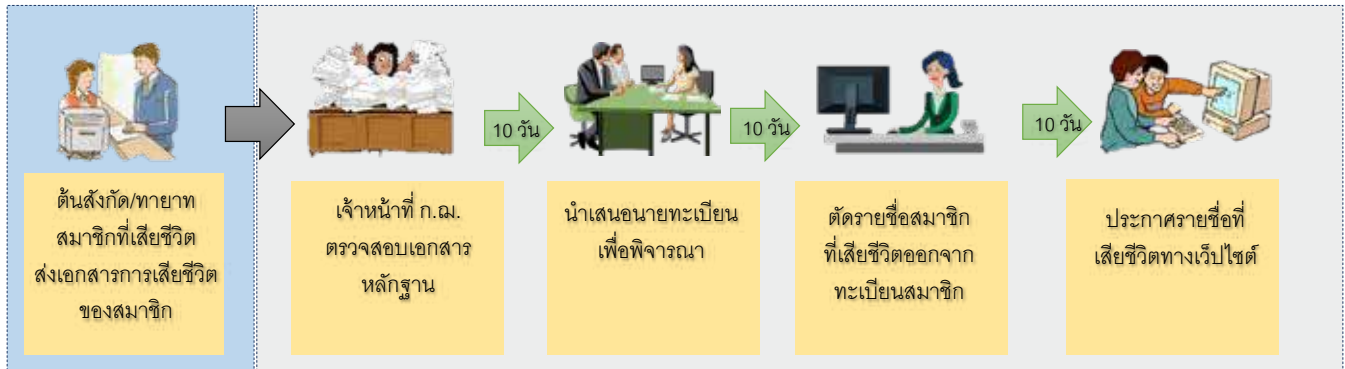 10 วัน
10 วัน
10 วัน
ต้นสังกัด/ทายาท
สมาชิกที่เสียชีวิต
ส่งเอกสารการเสียชีวิต
ของสมาชิก
เจ้าหน้าที่ ก.ฌ.
ตรวจสอบเอกสาร
หลักฐาน
นำเสนอนายทะเบียน
เพื่อพิจารณา
ตัดรายชื่อสมาชิก
ที่เสียชีวิตออกจาก
ทะเบียนสมาชิก
ประกาศรายชื่อที่
เสียชีวิตทางเว็ปไซต์